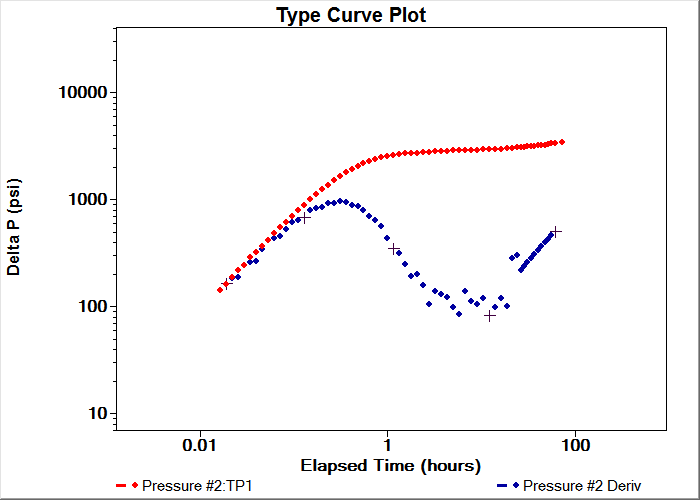 Type Curve Plot
10000
1000
100
10
Delta P (psi)
0.01
1
100
Elapsed Time (hours)
Pressure #2:TP1
Pressure #2 Deriv